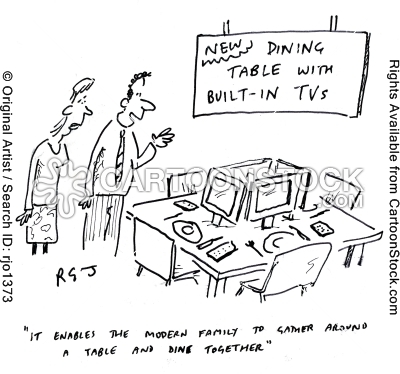 NEW DINING
TABLE WITH
BUILT-IN TVs
© Original Artist / Search ID: rjo1373
Rights Available from CartoonStock.com
CARTOONSTOCK
.com
RGJ
"IT ENABLES THE MODERN FAMILY TO GATHER AROUND
A TABLE AND DINE TOGETHER"